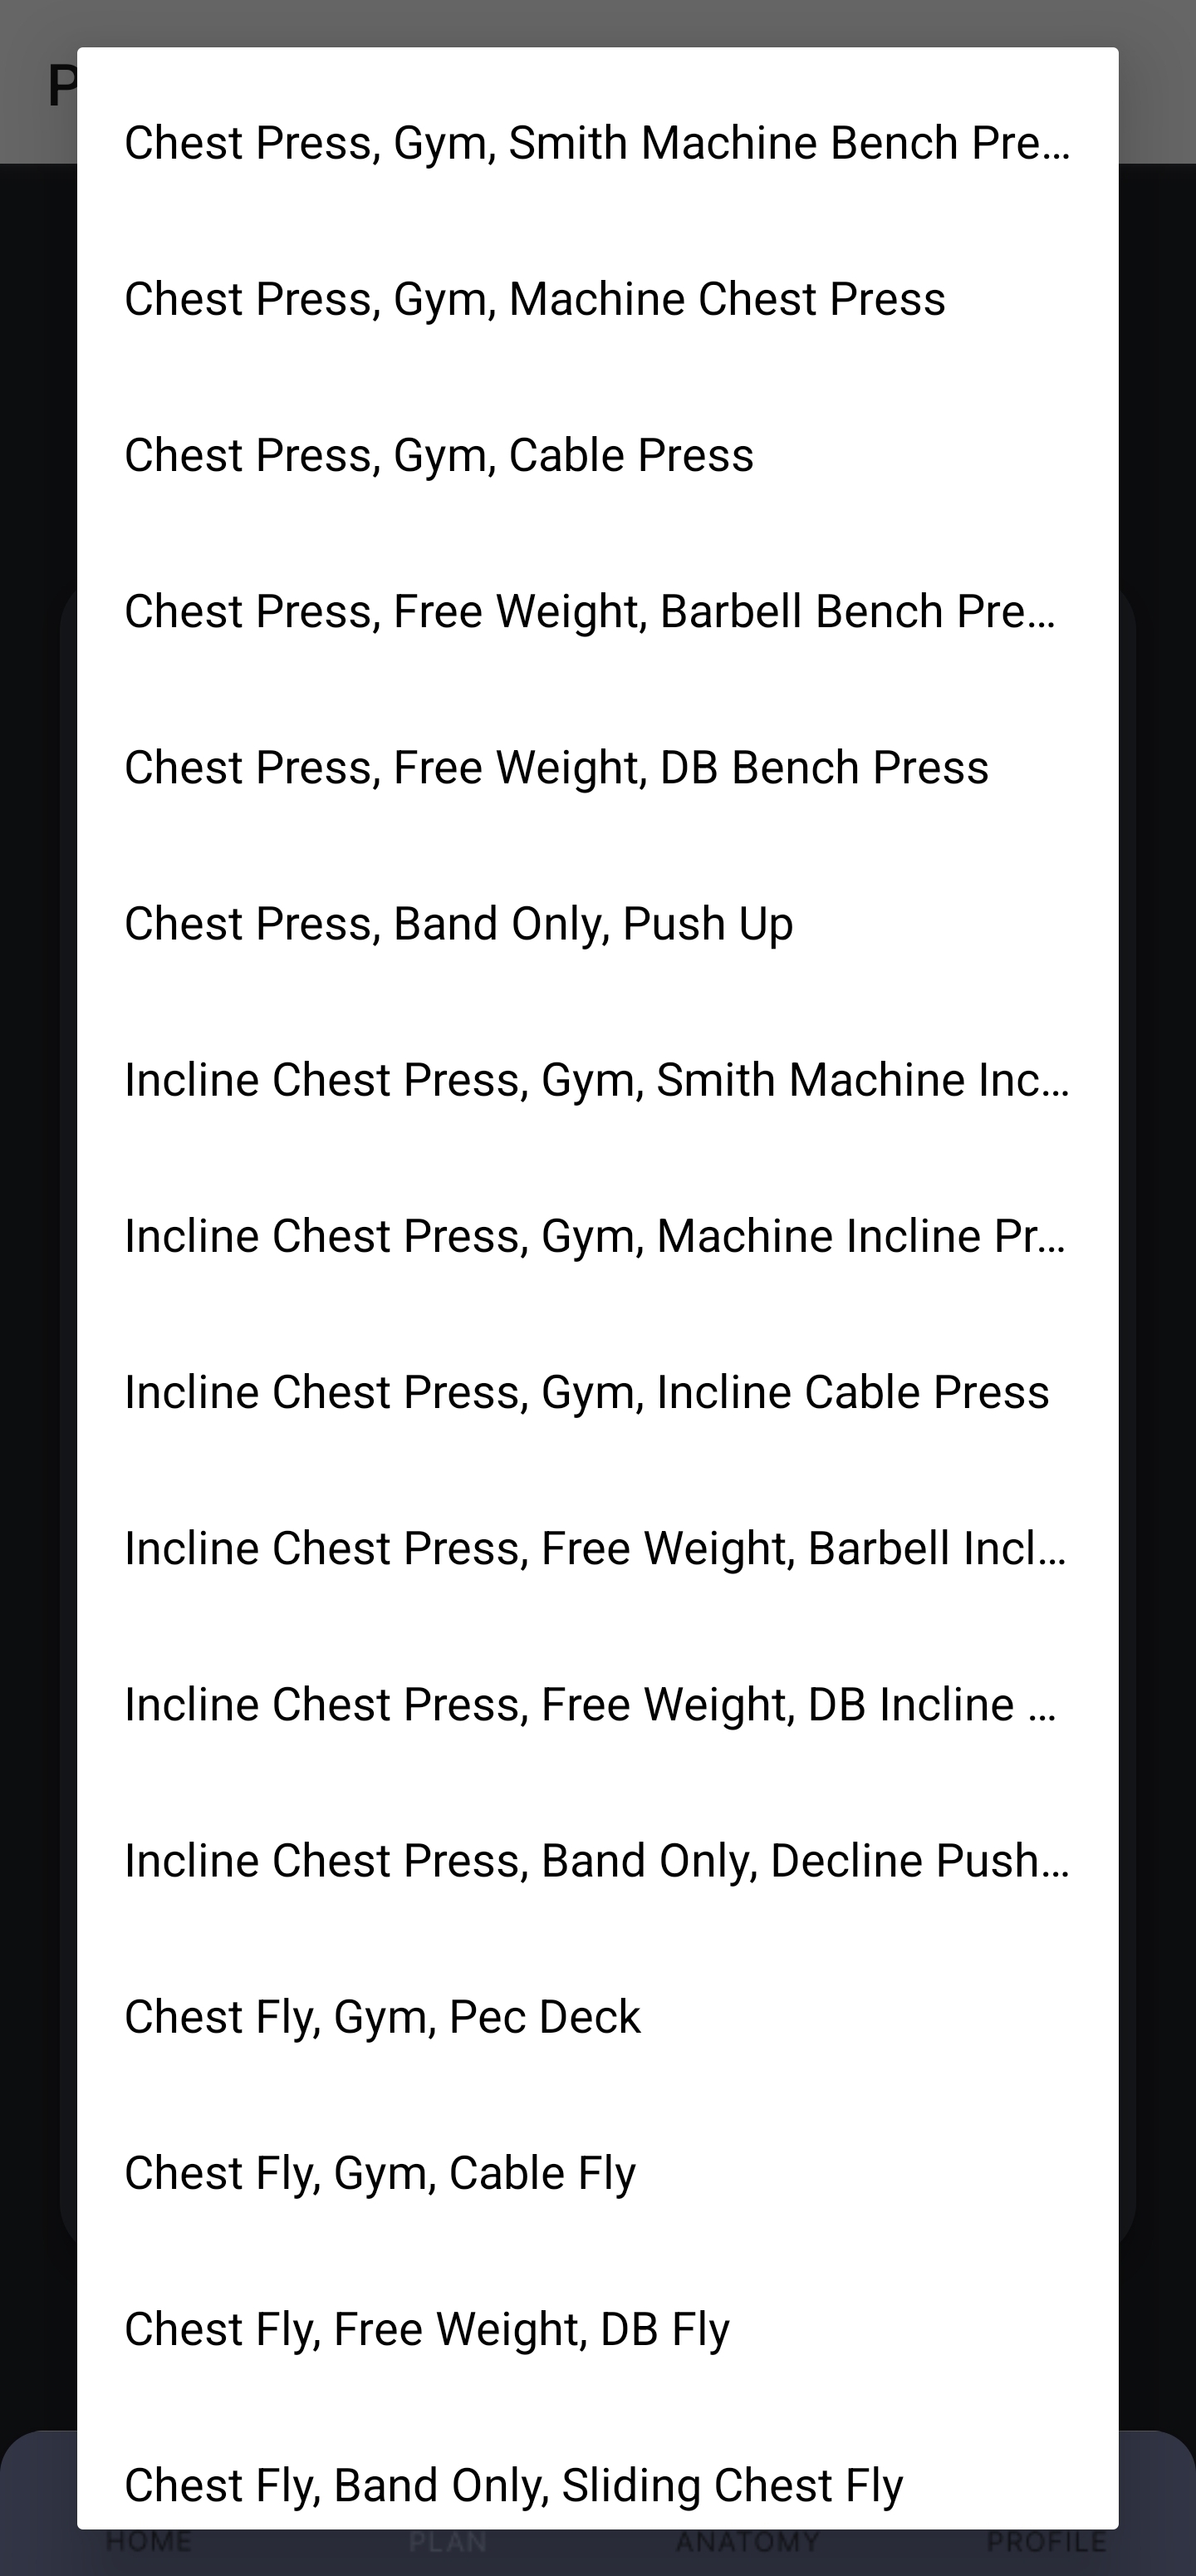 P
Chest Press, Gym, Smith Machine Bench Pre...
Chest Press, Gym, Machine Chest Press
Chest Press, Gym, Cable Press
Chest Press, Free Weight, Barbell Bench Pre...
Chest Press, Free Weight, DB Bench Press
Chest Press, Band Only, Push Up
Incline Chest Press, Gym, Smith Machine Inc...
Incline Chest Press, Gym, Machine Incline Pr...
Incline Chest Press, Gym, Incline Cable Press
Incline Chest Press, Free Weight, Barbell Incl...
Incline Chest Press, Free Weight, DB Incline ...
Incline Chest Press, Band Only, Decline Push...
Chest Fly, Gym, Pec Deck
Chest Fly, Gym, Cable Fly
Chest Fly, Free Weight, DB Fly
Chest Fly, Band Only, Sliding Chest Fly
HOME PLAN ANATOMY PROFILE